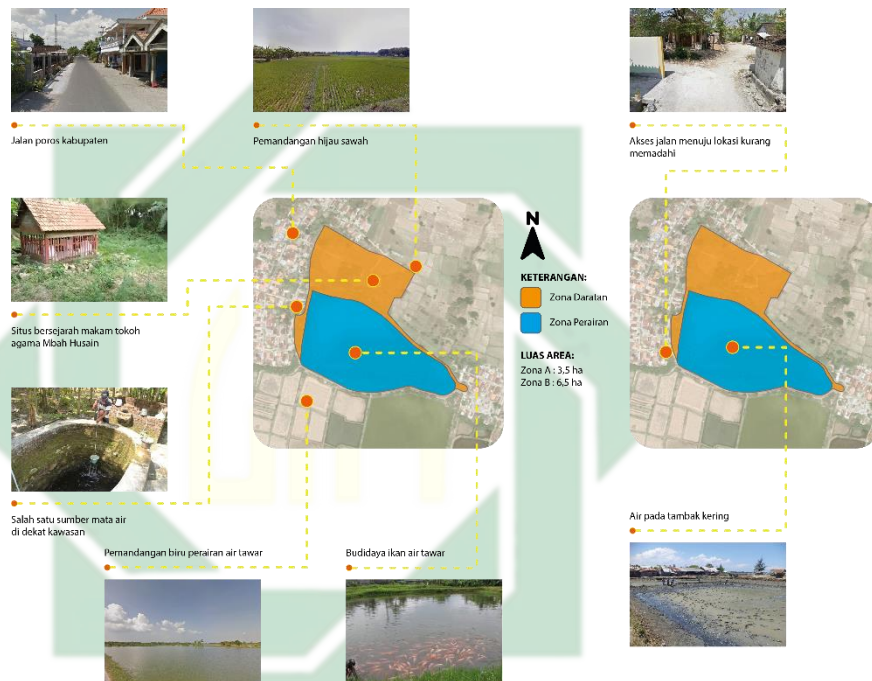 Jalan poros kabupaten
Pemandangan hijau sawah
Akses jalan menuju lokasi kurang
memadahi
Situs bersejarah makam tokoh
agama Mbah Husain
N
KETERANGAN:
Zona Daratan
Zona Perairan
LUAS AREA:
Zona A : 3,5 ha
Zona B : 6,5 ha
Salah satu sumber mata air
di dekat kawasan
Pemandangan biru perairan air tawar
Budidaya ikan air tawar
Air pada tambak kering